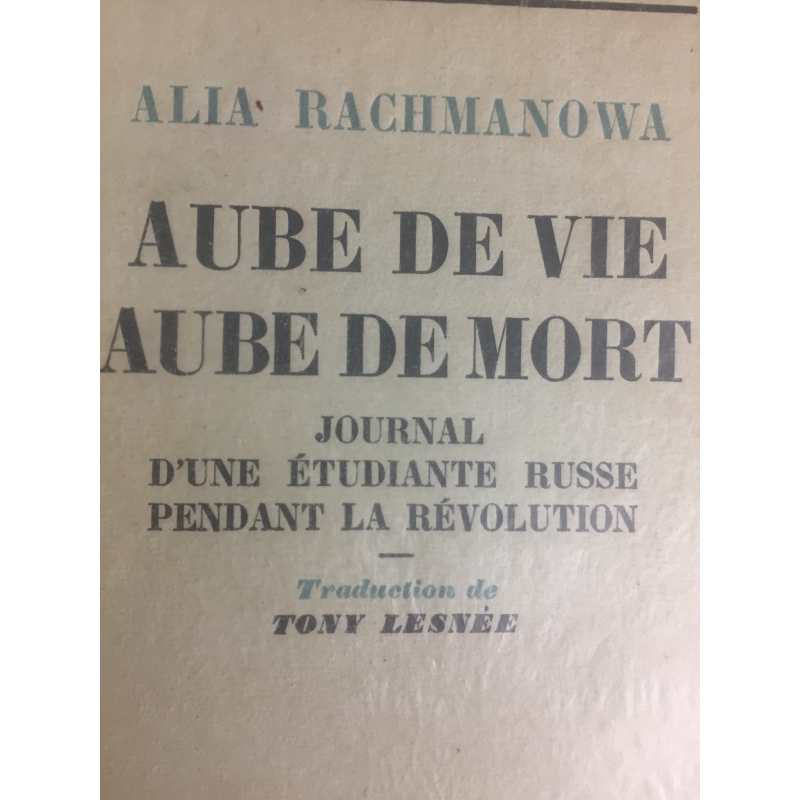 ALIA RACHMANOWA
AUBE DE VIE
AUBE DE MORT
JOURNAL
D'UNE ÉTUDIANTE RUSSE
PENDANT LA RÉVOLUTION
Traduction de
TONY LESNÉE